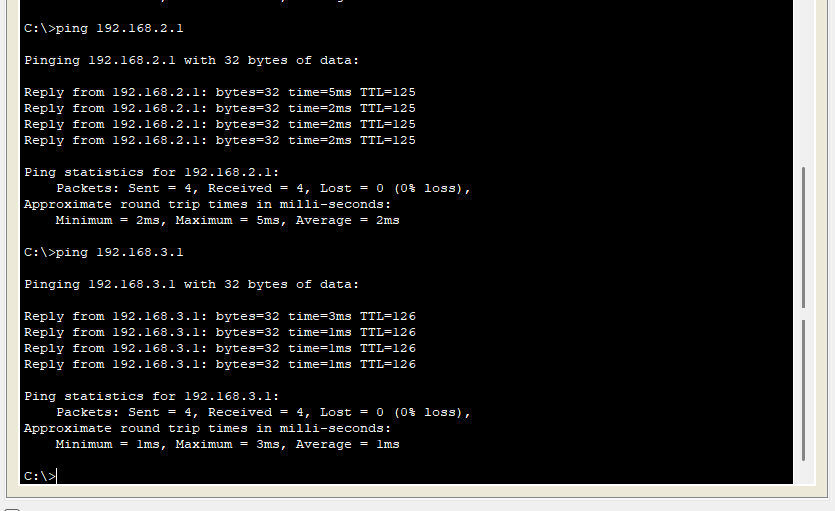 C:\>ping 192.168.2.1
Pinging 192.168.2.1 with 32 bytes of data:
Reply from 192.168.2.1: bytes=32 time=5ms TTL=125
Reply from 192.168.2.1: bytes=32 time=2ms TTL=125
Reply from 192.168.2.1: bytes=32 time=2ms TTL=125
Reply from 192.168.2.1: bytes=32 time=2ms TTL=125
Ping statistics for 192.168.2.1:
    Packets: Sent = 4, Received = 4, Lost = 0 (0% loss),
Approximate round trip times in milli-seconds:
    Minimum = 2ms, Maximum = 5ms, Average = 2ms
C:\>ping 192.168.3.1
Pinging 192.168.3.1 with 32 bytes of data:
Reply from 192.168.3.1: bytes=32 time=3ms TTL=126
Reply from 192.168.3.1: bytes=32 time=1ms TTL=126
Reply from 192.168.3.1: bytes=32 time=1ms TTL=126
Reply from 192.168.3.1: bytes=32 time=1ms TTL=126
Ping statistics for 192.168.3.1:
    Packets: Sent = 4, Received = 4, Lost = 0 (0% loss),
Approximate round trip times in milli-seconds:
    Minimum = 1ms, Maximum = 3ms, Average = 1ms
C:\>